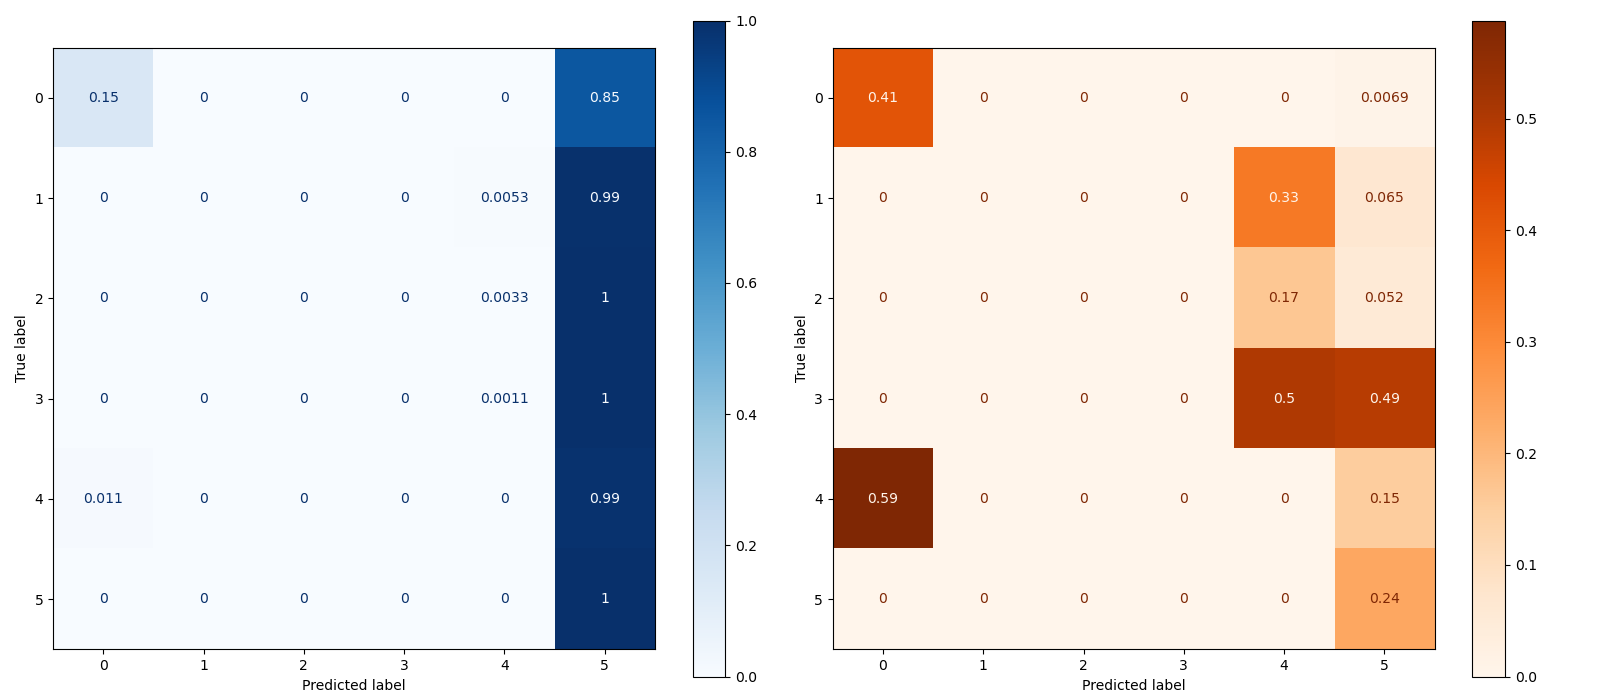 1.0
0 0.15 0 0 0 0 0.85
0.8
1 0 0 0 0 0.0053 0.99
0.6
2 0 0 0 0 0.0033 1
True label
3 0 0 0 0 0.0011 1
0.4
4 0.011 0 0 0 0 0.99
0.2
5 0 0 0 0 0 1
0.0
0 1 2 3 4 5
Predicted label
0 0.41 0 0 0 0 0.0069
0.5
1 0 0 0 0 0.33 0.065
0.4
2 0 0 0 0 0.17 0.052
0.3
True label
3 0 0 0 0 0.5 0.49
0.2
4 0.59 0 0 0 0 0.15
0.1
5 0 0 0 0 0 0.24
0.0
0 1 2 3 4 5
Predicted label